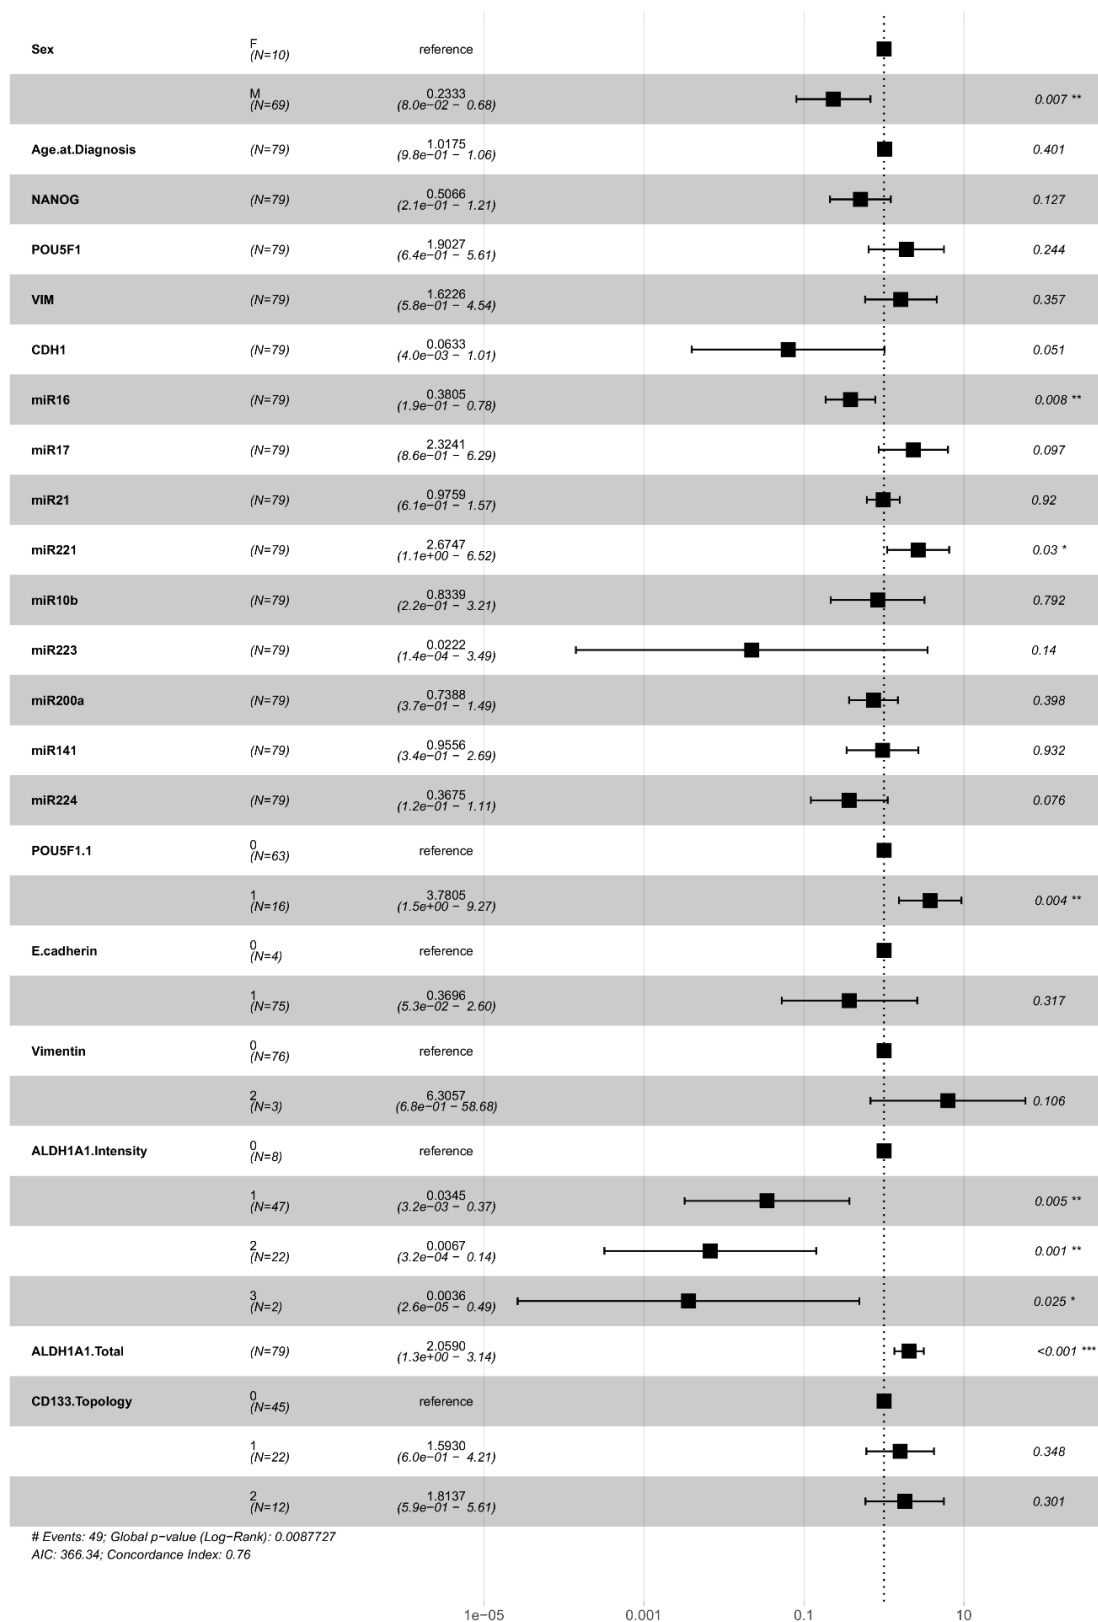 Sex F reference
(N=10)
M 0.2333 0.007 **
(N=69) (8.0e−02 − 0.68)
Age.at.Diagnosis (N=79) 1.0175 0.401
(9.8e−01 − 1.06)
NANOG (N=79) 0.5066 0.127
(2.1e−01 − 1.21)
POU5F1 (N=79) 1.9027 0.244
(6.4e−01 − 5.61)
VIM (N=79) 1.6226 0.357
(5.8e−01 − 4.54)
CDH1 (N=79) 0.0633 0.051
(4.0e−03 − 1.01)
miR16 (N=79) 0.3805 0.008 **
(1.9e−01 − 0.78)
miR17 (N=79) 2.3241 0.097
(8.6e−01 − 6.29)
miR21 (N=79) 0.9759 0.92
(6.1e−01 − 1.57)
miR221 (N=79) 2.6747 0.03 *
(1.1e+00 − 6.52)
miR10b (N=79) 0.8339 0.792
(2.2e−01 − 3.21)
miR223 (N=79) 0.0222 0.14
(1.4e−04 − 3.49)
miR200a (N=79) 0.7388 0.398
(3.7e−01 − 1.49)
miR141 (N=79) 0.9556 0.932
(3.4e−01 − 2.69)
miR224 (N=79) 0.3675 0.076
(1.2e−01 − 1.11)
POU5F1.1 0 reference
(N=63)
1 3.7805 0.004 **
(N=16) (1.5e+00 − 9.27)
E.cadherin 0 reference
(N=4)
1 0.3696 0.317
(N=75) (5.3e−02 − 2.60)
Vimentin 0 reference
(N=76)
2 6.3057 0.106
(N=3) (6.8e−01 − 58.68)
ALDH1A1.Intensity 0 reference
(N=8)
1 0.0345 0.005 **
(N=47) (3.2e−03 − 0.37)
2 0.0067 0.001 **
(N=22) (3.2e−04 − 0.14)
3 0.0036 0.025 *
(N=2) (2.6e−05 − 0.49)
ALDH1A1.Total (N=79) 2.0590 <0.001 ***
(1.3e+00 − 3.14)
CD133.Topology 0 reference
(N=45)
1 1.5930 0.348
(N=22) (6.0e−01 − 4.21)
2 1.8137 0.301
(N=12) (5.9e−01 − 5.61)
# Events: 49; Global p−value (Log−Rank): 0.0087727
AIC: 366.34; Concordance Index: 0.76
1e−05 0.001 0.1 10